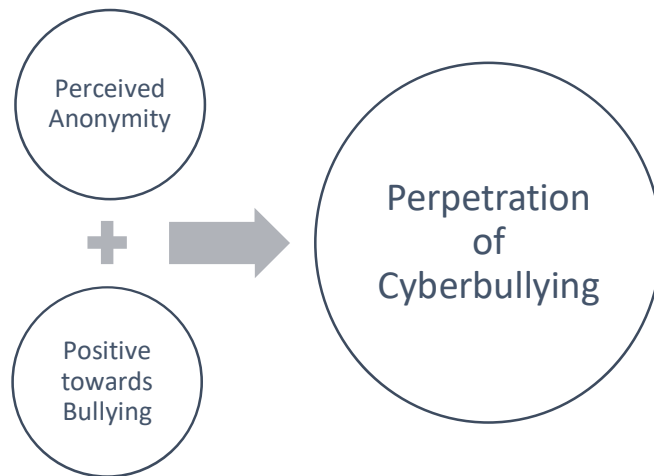 Perceived
Anonymity
Positive
towards
Bullying
Perpetration
of
Cyberbullying